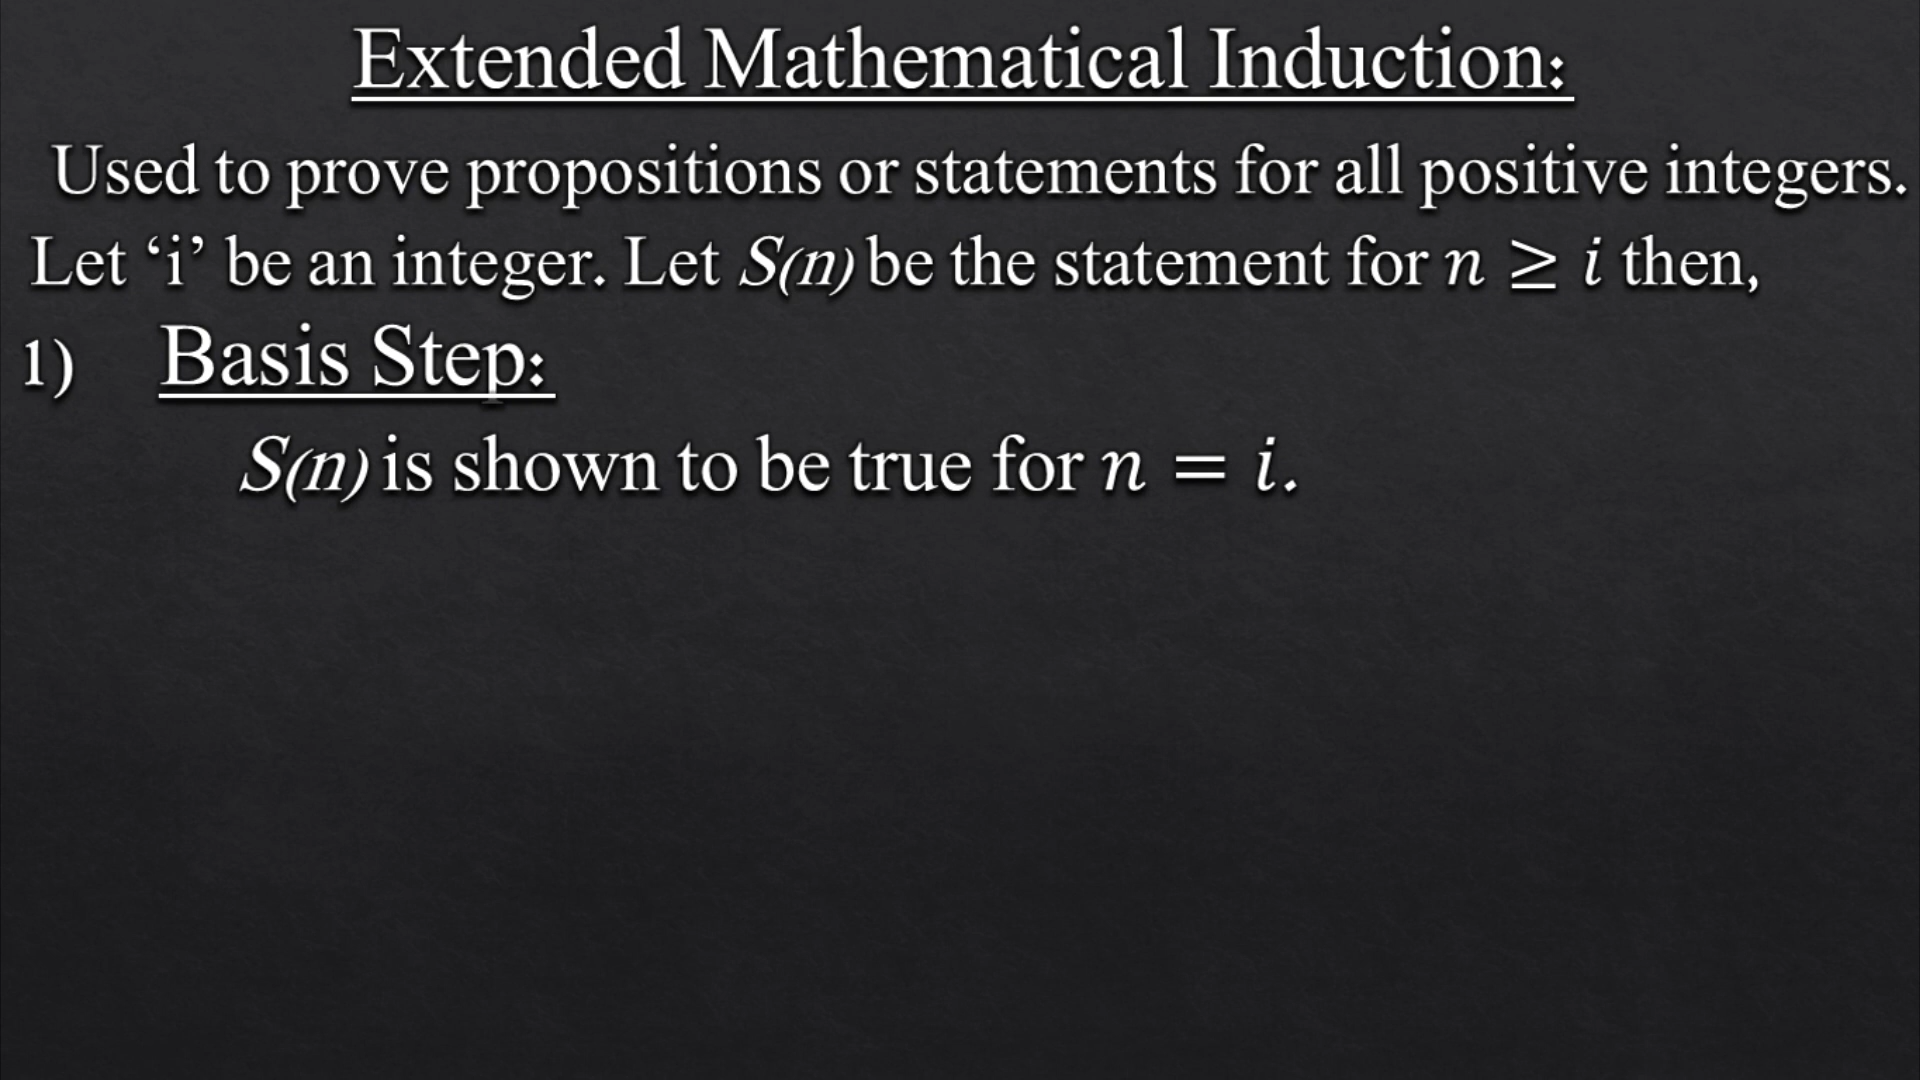 Extended Mathematical Induction:
Used to prove propositions or statements for all positive integers.
Let ‘i’ be an integer. Let S(n) be the statement for n ≥ i then,
1) Basis Step:
S(n) is shown to be true for n = i.